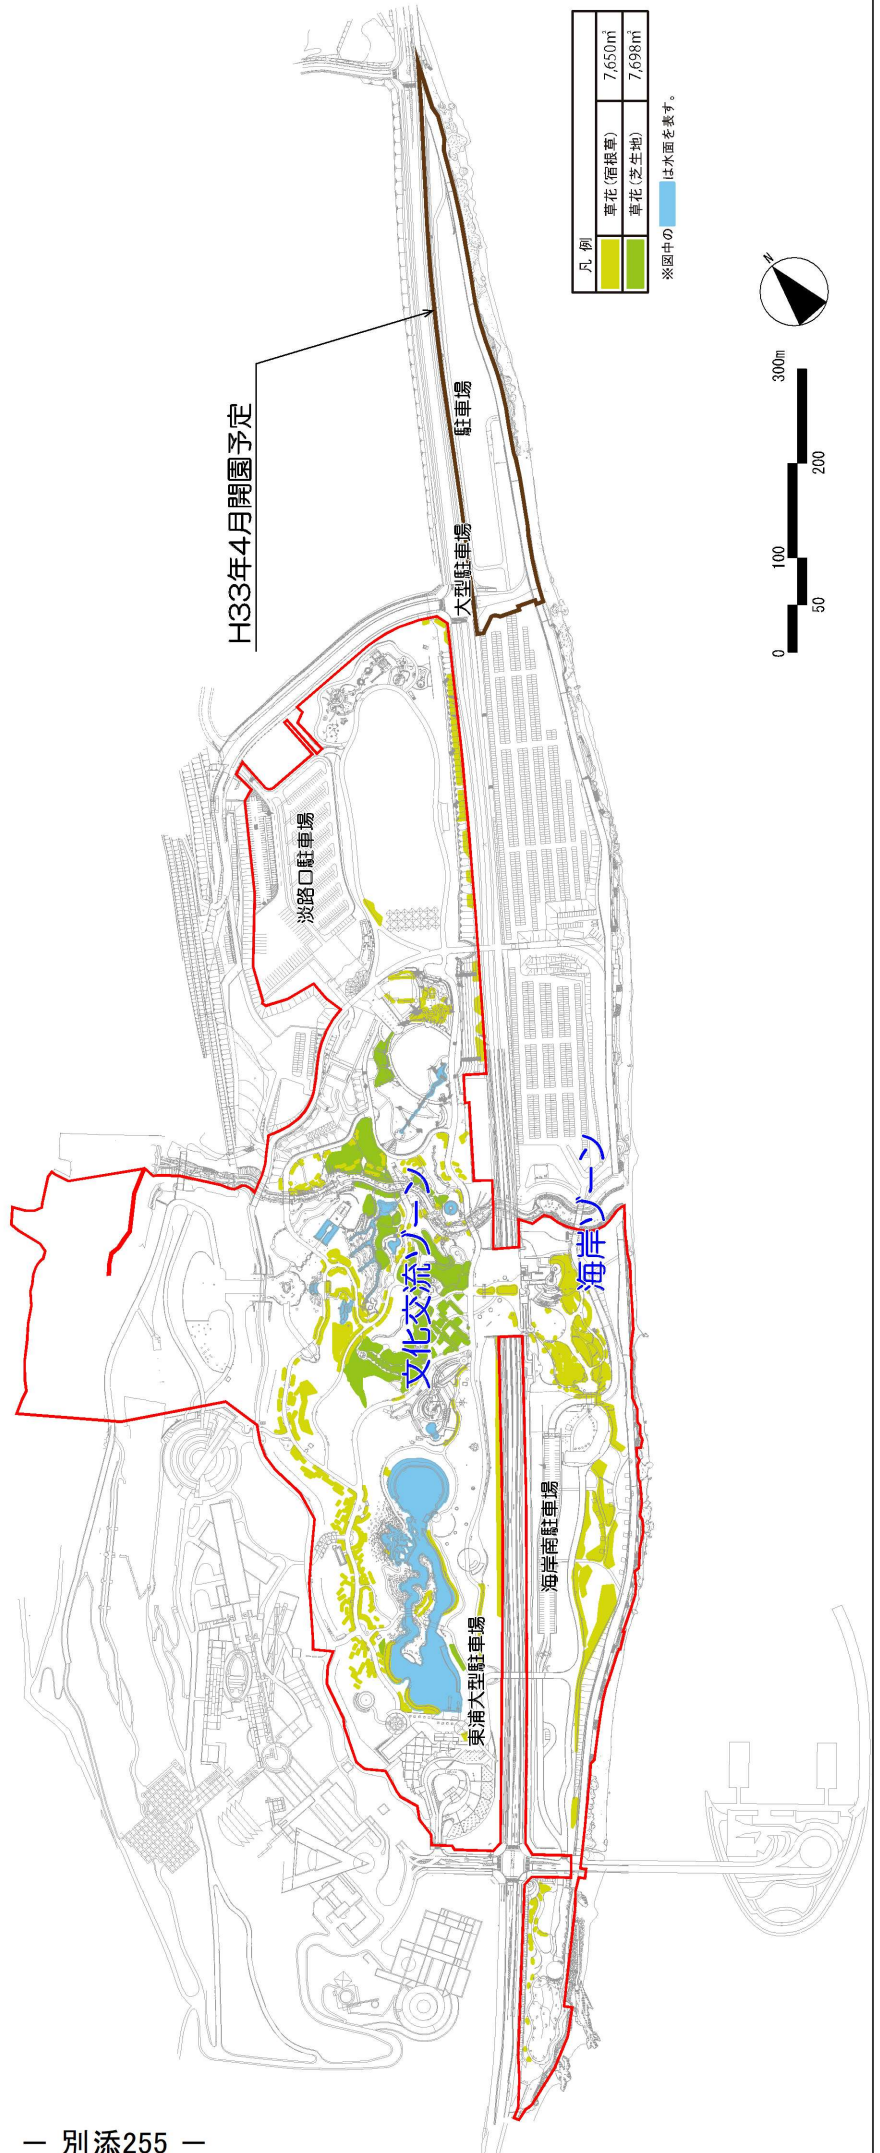 凡 例
草花(宿根草) 7,650㎡
草花(芝生地) 7,698㎡
※図中の は水面を表す。
N
0 50 100 200 300m
H33年4月開園予定
駐車場
大型駐車場
淡路口駐車場
文化交流ゾーン
海岸ゾーン
海岸南駐車場
東浦大型駐車場
― 別添255 ―